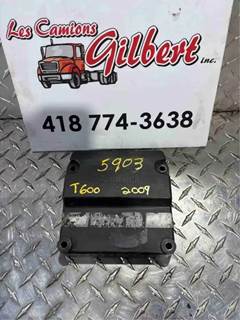 Les Camions
Gilbert inc.
418 774-3638
5903
T600 2009